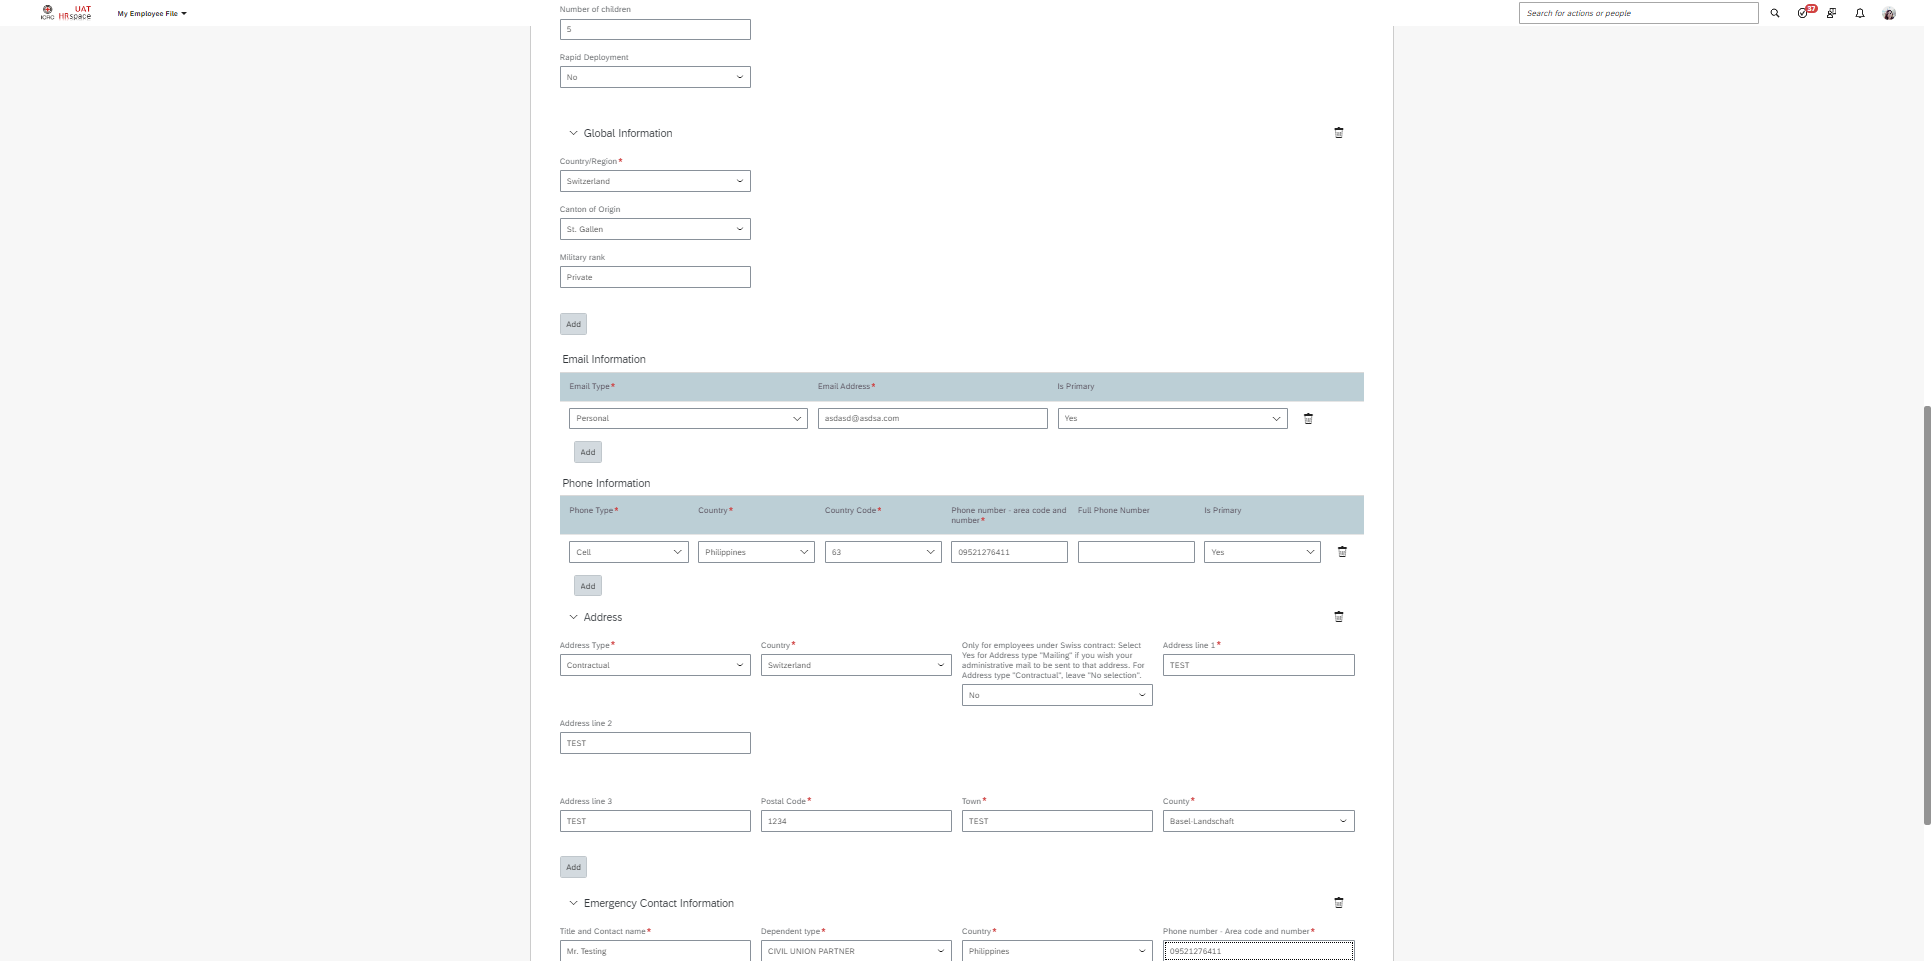 ICRC
UAT
HRspace
My Employee File
Search for actions or people
37
Number of children
5
Rapid Deployment
No
Global Information
Country/Region*
Switzerland
Canton of Origin
St. Gallen
Military rank
Private
Add
Email Information
Email Type* Email Address* Is Primary
Personal asdasd@asdsa.com Yes
Add
Phone Information
Phone Type* Country* Country Code* Phone number - area code and number* Full Phone Number Is Primary
Cell Philippines 63 09521276411 Yes
Add
Address
Address Type*
Contractual
Country*
Switzerland
Only for employees under Swiss contract: Select
Yes for Address type "Mailing" if you wish your
administrative mail to be sent to that address. For
Address type "Contractual", leave "No selection".
No
Address line 1*
TEST
Address line 2
TEST
Address line 3
TEST
Postal Code*
1234
Town*
TEST
County*
Basel-Landschaft
Add
Emergency Contact Information
Title and Contact name*
Mr. Testing
Dependent type*
CIVIL UNION PARTNER
Country*
Philippines
Phone number - Area code and number*
09521276411